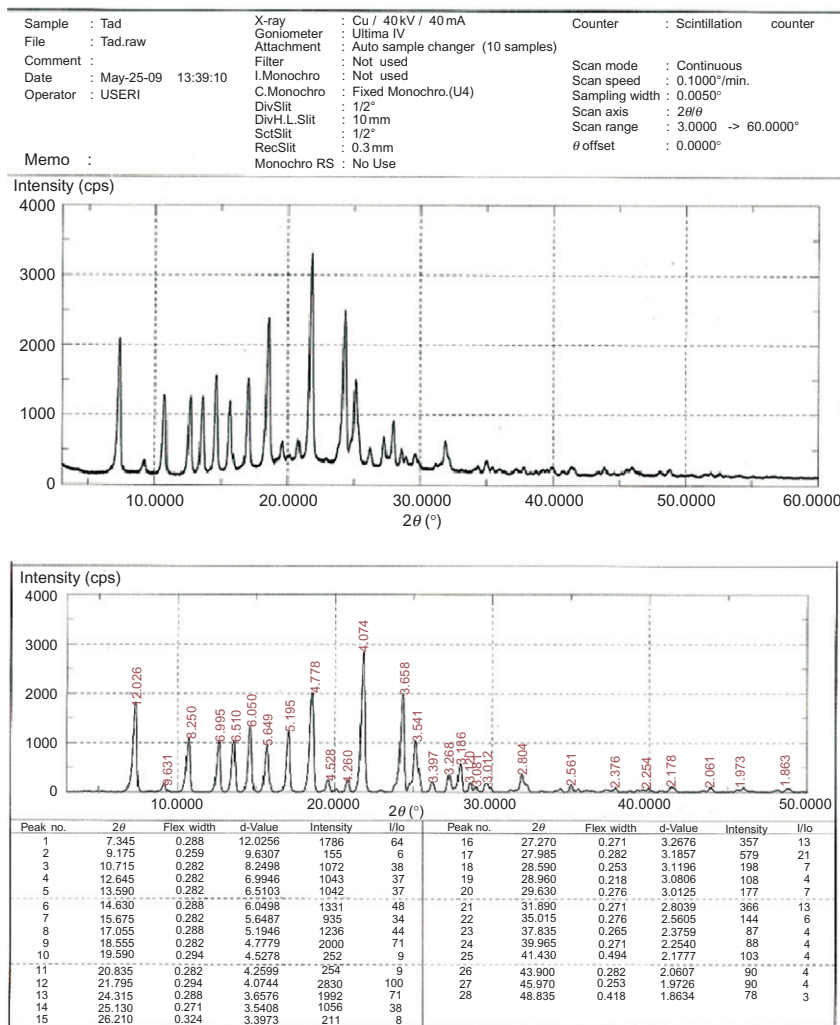 Sample : Tad
File : Tad.raw
Comment :
Date : May-25-09 13:39:10
Operator : USERI
Memo :
X-ray : Cu / 40 kV / 40 mA
Goniometer : Ultima IV
Attachment : Auto sample changer (10 samples)
Filter : Not used
I.Monochro : Not used
C.Monochro : Fixed Monochro.(U4)
DivSlit : 1/2°
DivH.L.Slit : 10 mm
SctSlit : 1/2°
RecSlit : 0.3 mm
Monochro RS : No Use
Counter : Scintillation counter
Scan mode : Continuous
Scan speed : 0.1000°/min.
Sampling width : 0.0050°
Scan axis : 2θ/θ
Scan range : 3.0000 -> 60.0000°
θ offset : 0.0000°
Intensity (cps)
4000
3000
2000
1000
0
10.0000 20.0000 30.0000 40.0000 50.0000 60.0000
2θ (°)
Intensity (cps)
4000
3000
2000
1000
0
12.026 9.631 8.250 6.995 6.510 6.050 5.649 5.195 4.778 4.528 4.260 4.074 3.658 3.541 3.397 3.268 3.186 3.120 3.081 3.012 2.804 2.561 2.376 2.254 2.178 2.061 1.973 1.863
10.0000 20.0000 30.0000 40.0000 50.0000
2θ (°)
Peak no. 2θ Flex width d-Value Intensity I/Io
1 7.345 0.288 12.0256 1786 64
2 9.175 0.259 9.6307 155 6
3 10.715 0.282 8.2498 1072 38
4 12.645 0.282 6.9946 1043 37
5 13.590 0.282 6.5103 1042 37
6 14.630 0.288 6.0498 1331 48
7 15.675 0.282 5.6487 935 34
8 17.055 0.288 5.1946 1236 44
9 18.555 0.282 4.7779 2000 71
10 19.590 0.294 4.5278 252 9
11 20.835 0.282 4.2599 254 9
12 21.795 0.294 4.0744 2830 100
13 24.315 0.288 3.6576 1992 71
14 25.130 0.271 3.5408 1056 38
15 26.210 0.324 3.3973 211 8
Peak no. 2θ Flex width d-Value Intensity I/Io
16 27.270 0.271 3.2676 357 13
17 27.985 0.282 3.1857 579 21
18 28.590 0.253 3.1196 198 7
19 28.960 0.218 3.0806 108 4
20 29.630 0.276 3.0125 177 7
21 31.890 0.271 2.8039 366 13
22 35.015 0.276 2.5605 144 6
23 37.835 0.265 2.3759 87 4
24 39.965 0.271 2.2540 88 4
25 41.430 0.494 2.1777 103 4
26 43.900 0.282 2.0607 90 4
27 45.970 0.253 1.9726 90 4
28 48.835 0.418 1.8634 78 3